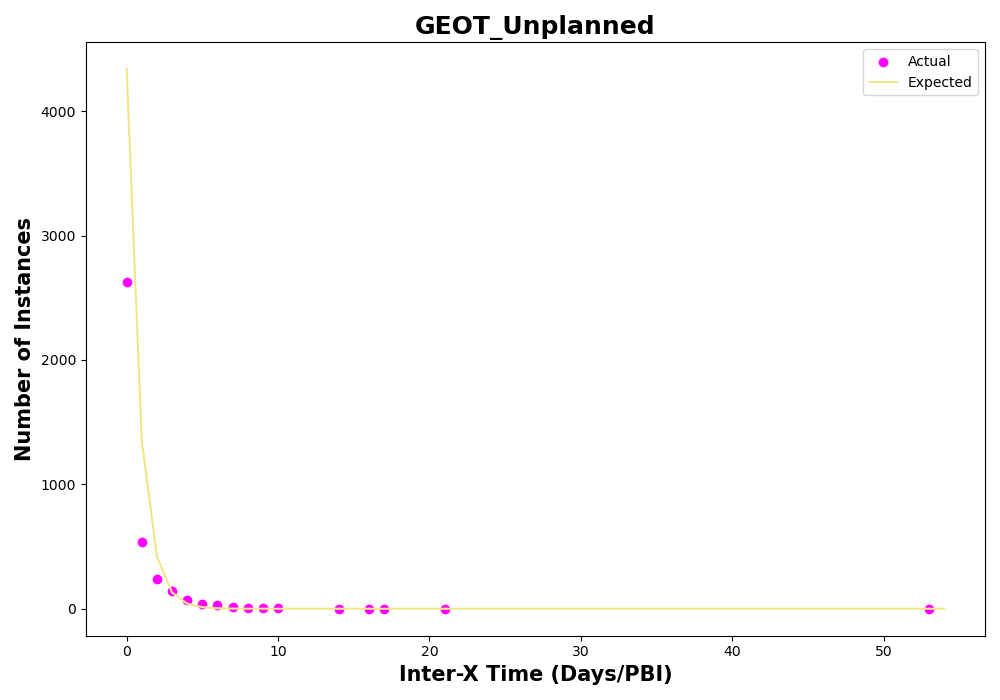 GEOT_Unplanned
Actual
Expected
4000
3000
2000
1000
0
Number of Instances
0 10 20 30 40 50
Inter-X Time (Days/PBI)